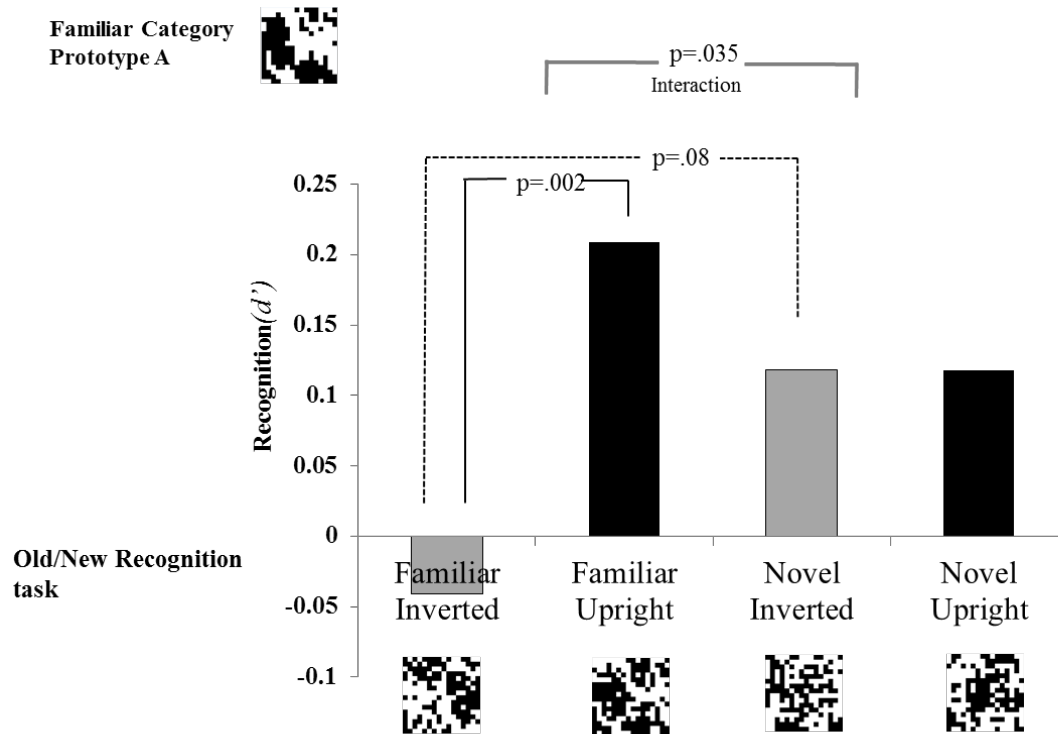 Familiar Category
Prototype A
p=.035
Interaction
p=.08
p=.002
0.25
0.2
0.15
0.1
0.05
0
-0.05
-0.1
Recognition(d’)
Old/New Recognition
task
Familiar
Inverted
Familiar
Upright
Novel
Inverted
Novel
Upright